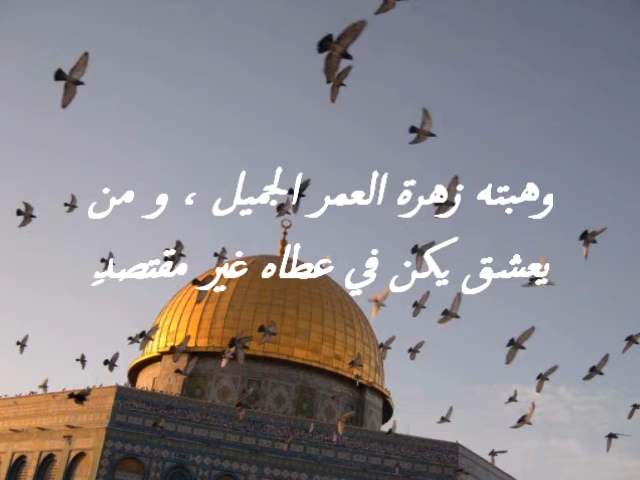 وهبته زهرة العمر الجميل ، و من
يعشق يكن في عطاه غير مقتصدِ